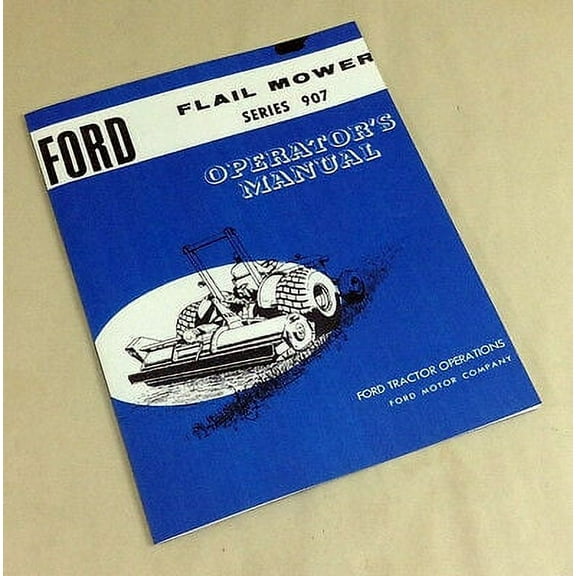 FLAIL MOWER
SERIES 907
FORD
OPERATOR'S
MANUAL
FORD TRACTOR OPERATIONS
FORD MOTOR COMPANY